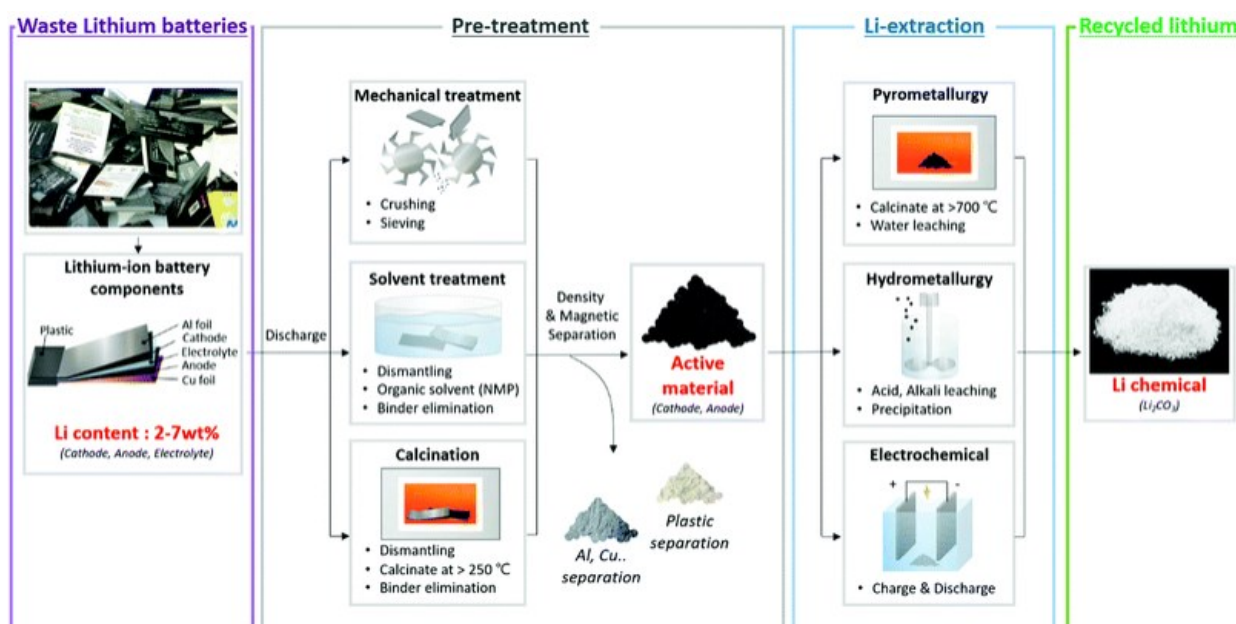 Waste Lithium batteries
Pre-treatment
Li-extraction
Recycled lithium
Lithium-ion battery
components
Plastic
Al foil
Cathode
Electrolyte
Anode
Cu foil
Li content : 2-7wt%
(Cathode, Anode, Electrolyte)
Discharge
Mechanical treatment
• Crushing
• Sieving
Solvent treatment
• Dismantling
• Organic solvent (NMP)
• Binder elimination
Calcination
• Dismantling
• Calcinate at > 250 ℃
• Binder elimination
Density
& Magnetic
Separation
Active
material
(Cathode, Anode)
Plastic
separation
Al, Cu..
separation
Pyrometallurgy
• Calcinate at >700 ℃
• Water leaching
Hydrometallurgy
• Acid, Alkali leaching
• Precipitation
Electrochemical
+ -
• Charge & Discharge
Li chemical
(Li₂CO₃)